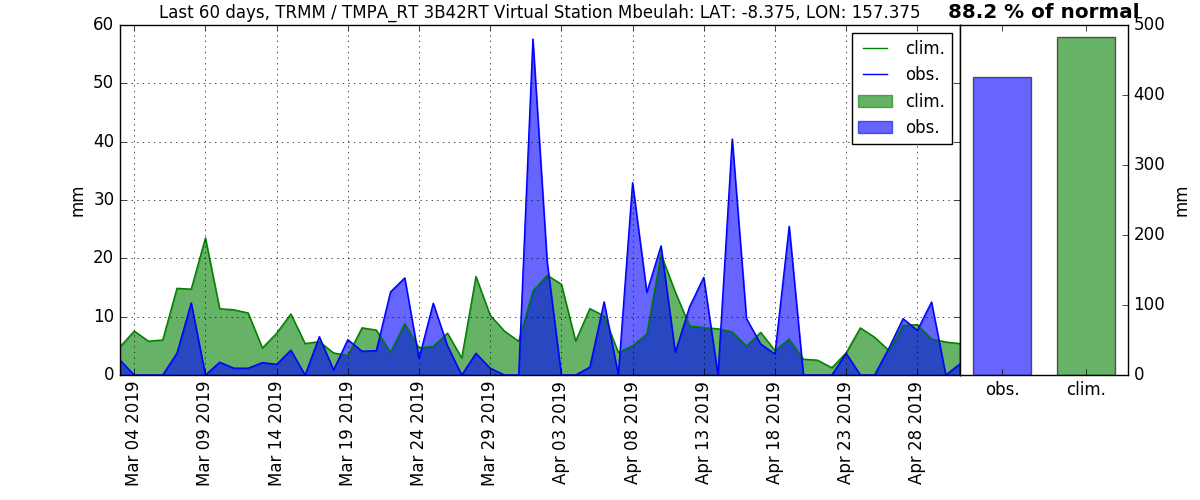 Last 60 days, TRMM / TMPA_RT 3B42RT Virtual Station Mbeulah: LAT: -8.375, LON: 157.375
88.2 % of normal
60
50
40
30
20
10
0
mm
clim.
obs.
clim.
obs.
500
400
300
200
100
0
mm
obs.
clim.
Mar 04 2019
Mar 09 2019
Mar 14 2019
Mar 19 2019
Mar 24 2019
Mar 29 2019
Apr 03 2019
Apr 08 2019
Apr 13 2019
Apr 18 2019
Apr 23 2019
Apr 28 2019